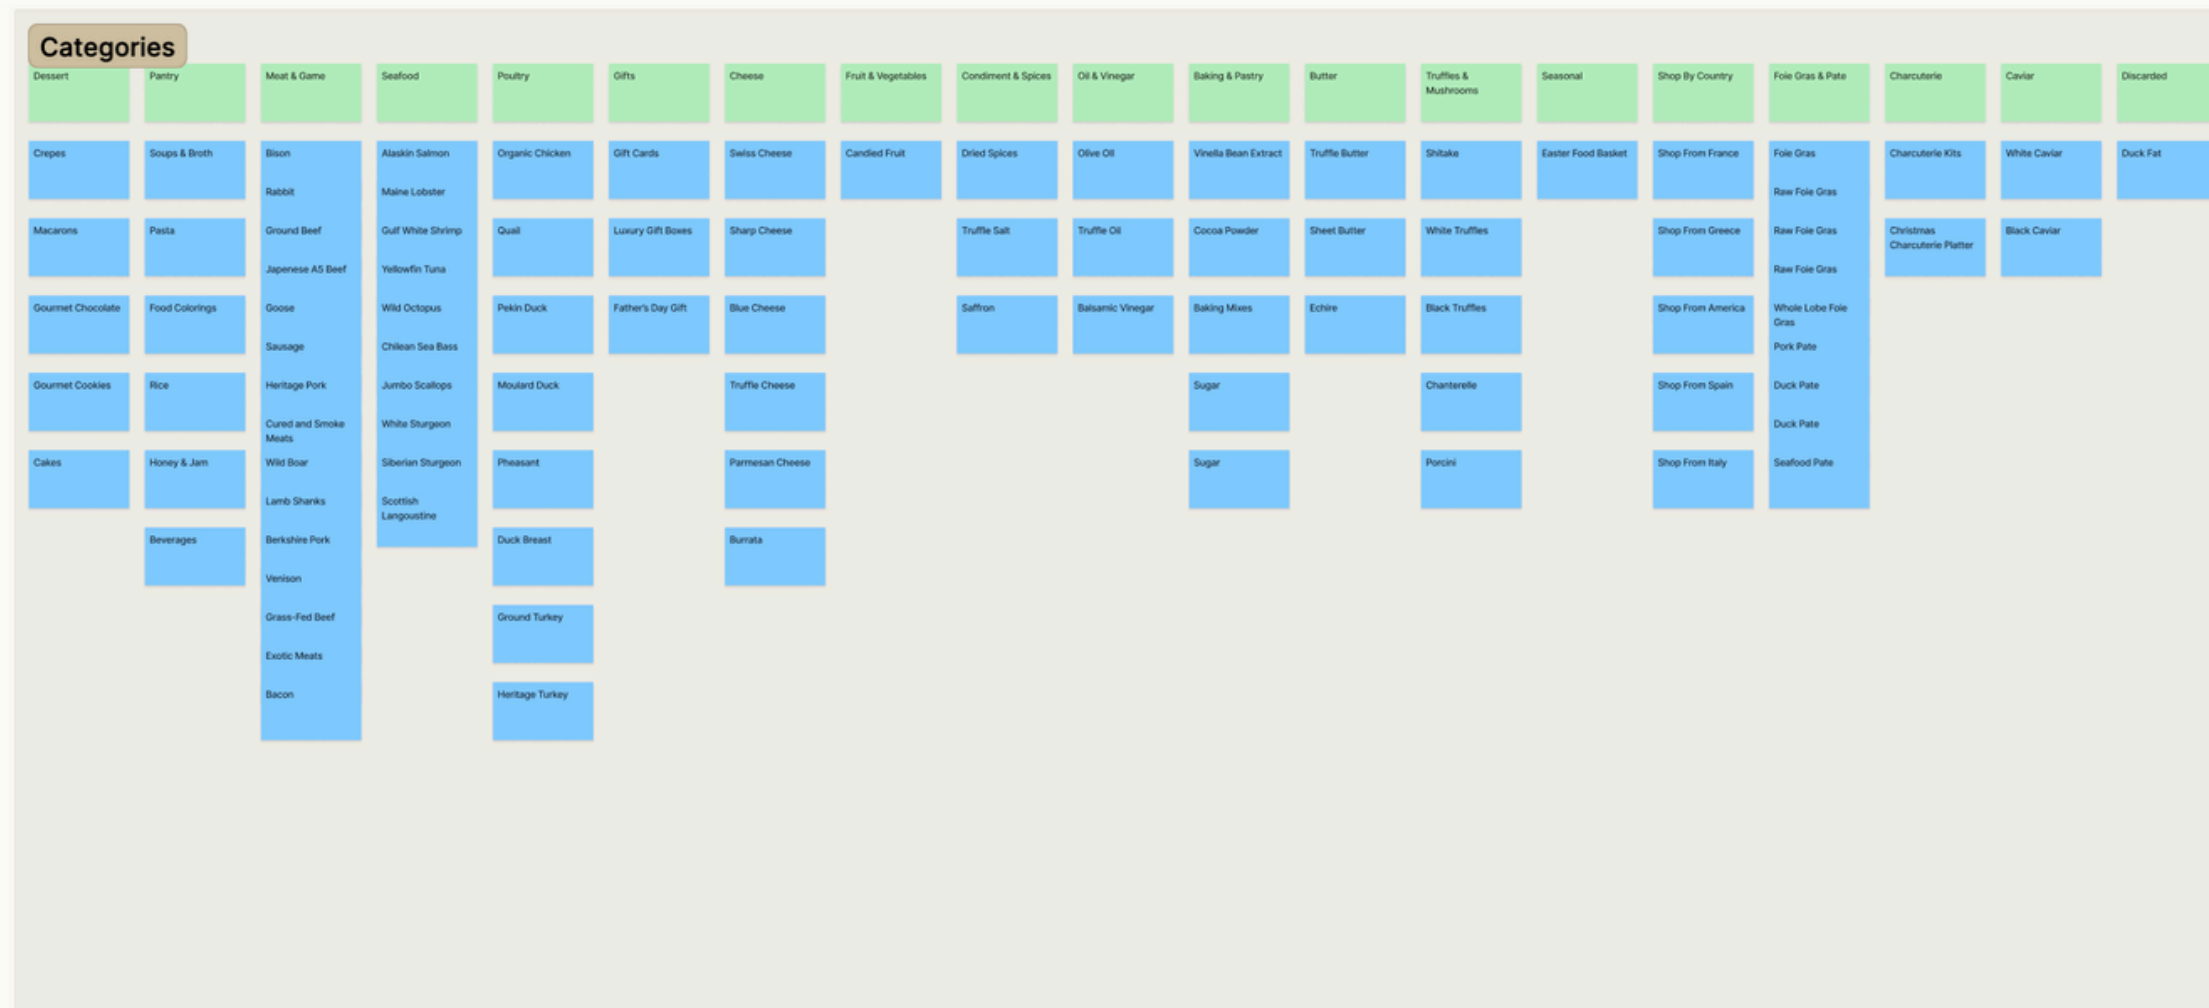 Categories
Dessert
Crepes
Macarons
Gourmet Chocolate
Gourmet Cookies
Cakes
Pantry
Soups & Broth
Pasta
Food Colorings
Rice
Honey & Jam
Beverages
Meat & Game
Bison
Rabbit
Ground Beef
Japenese A5 Beef
Goose
Sausage
Heritage Pork
Cured and Smoke
Meats
Wild Boar
Lamb Shanks
Berkshire Pork
Venison
Grass-Fed Beef
Exotic Meats
Bacon
Seafood
Alaskin Salmon
Maine Lobster
Gulf White Shrimp
Yellowfin Tuna
Wild Octopus
Chilean Sea Bass
Jumbo Scallops
White Sturgeon
Siberian Sturgeon
Scottish
Langoustine
Poultry
Organic Chicken
Quail
Pekin Duck
Moulard Duck
Pheasant
Duck Breast
Ground Turkey
Heritage Turkey
Gifts
Gift Cards
Luxury Gift Boxes
Father's Day Gift
Cheese
Swiss Cheese
Sharp Cheese
Blue Cheese
Truffle Cheese
Parmesan Cheese
Burrata
Fruit & Vegetables
Candied Fruit
Condiment & Spices
Dried Spices
Truffle Salt
Saffron
Oil & Vinegar
Olive Oil
Truffle Oil
Balsamic Vinegar
Baking & Pastry
Vinella Bean Extract
Cocoa Powder
Baking Mixes
Sugar
Sugar
Butter
Truffle Butter
Sheet Butter
Echire
Truffles &
Mushrooms
Shitake
White Truffles
Black Truffles
Chanterelle
Porcini
Seasonal
Easter Food Basket
Shop By Country
Shop From France
Shop From Greece
Shop From America
Shop From Spain
Shop From Italy
Foie Gras & Pate
Foie Gras
Raw Foie Gras
Raw Foie Gras
Raw Foie Gras
Whole Lobe Foie
Gras
Pork Pate
Duck Pate
Duck Pate
Seafood Pate
Charcuterie
Charcuterie Kits
Christmas
Charcuterie Platter
Caviar
White Caviar
Black Caviar
Discarded
Duck Fat